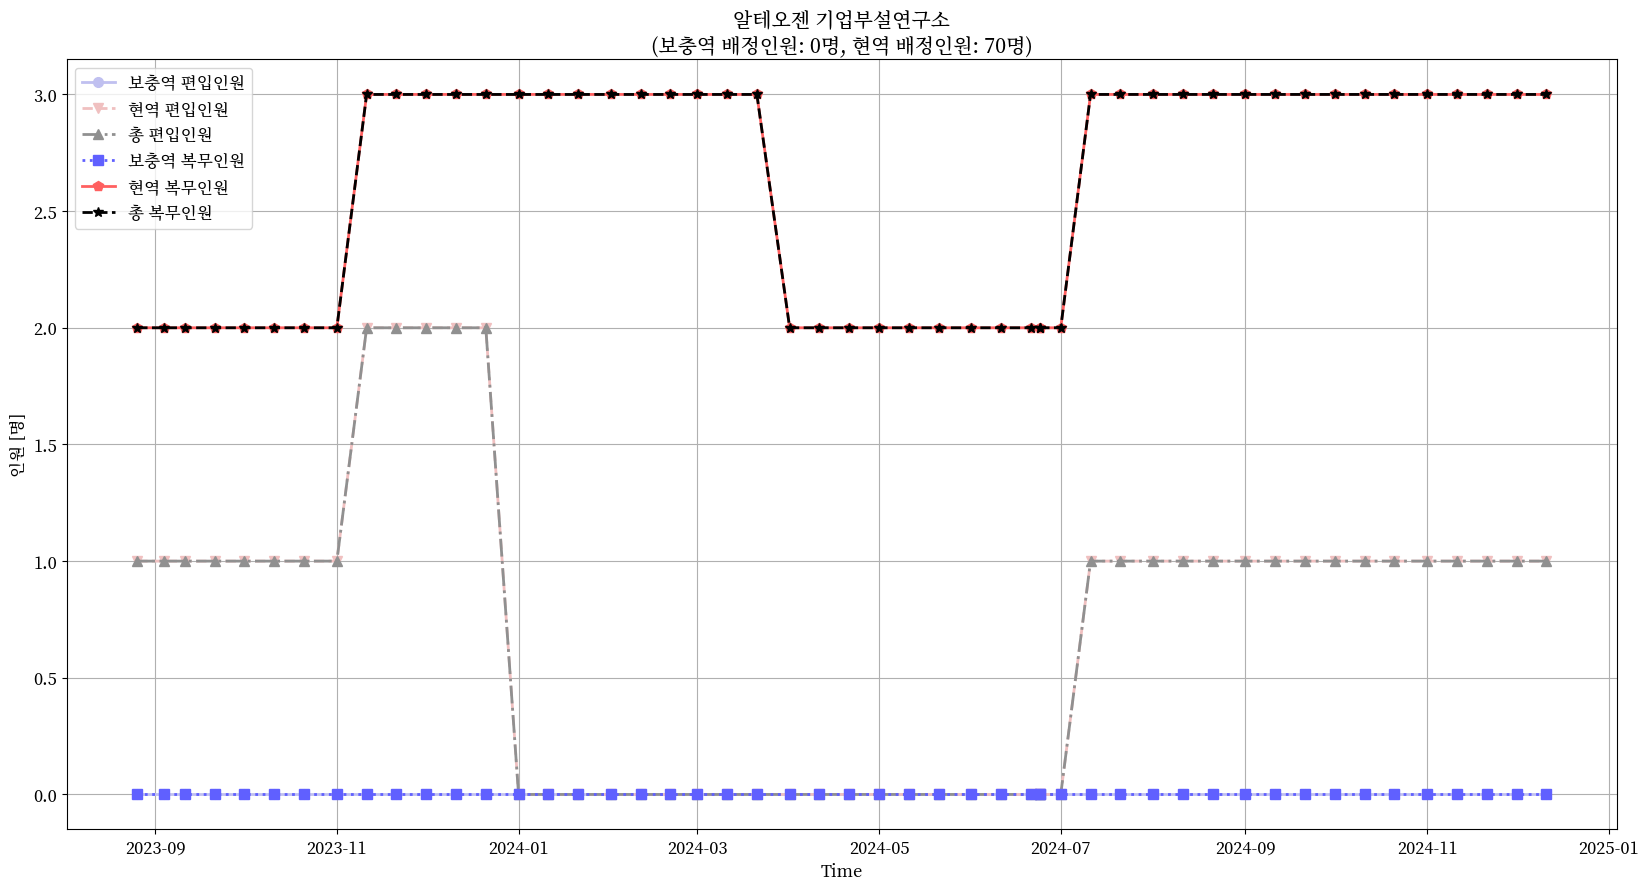 알테오젠 기업부설연구소
(보충역 배정인원: 0명, 현역 배정인원: 70명)
보충역 편입인원
현역 편입인원
총 편입인원
보충역 복무인원
현역 복무인원
총 복무인원
3.0
2.5
2.0
1.5
1.0
0.5
0.0
인원 [명]
2023-09
2023-11
2024-01
2024-03
2024-05
2024-07
2024-09
2024-11
2025-01
Time